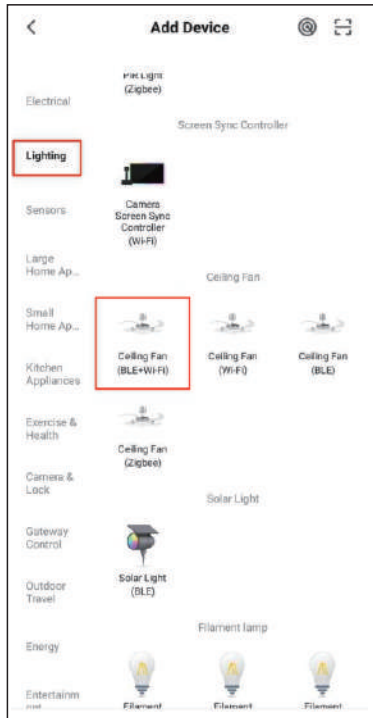 Add Device
PIR Light
(Zigbee)
Electrical
Screen Sync Controller
Lighting
Camera
Screen Sync
Controller
(Wi-Fi)
Sensors
Large
Home Ap...
Ceiling Fan
Small
Home Ap...
Ceiling Fan
(BLE+Wi-Fi)
Ceiling Fan
(Wi-Fi)
Ceiling Fan
(BLE)
Kitchen
Appliances
Exercise &
Health
Ceiling Fan
(Zigbee)
Camera &
Lock
Solar Light
Gateway
Control
Solar Light
(BLE)
Outdoor
Travel
Filament lamp
Energy
Entertainm
Filament
Filament
Filament